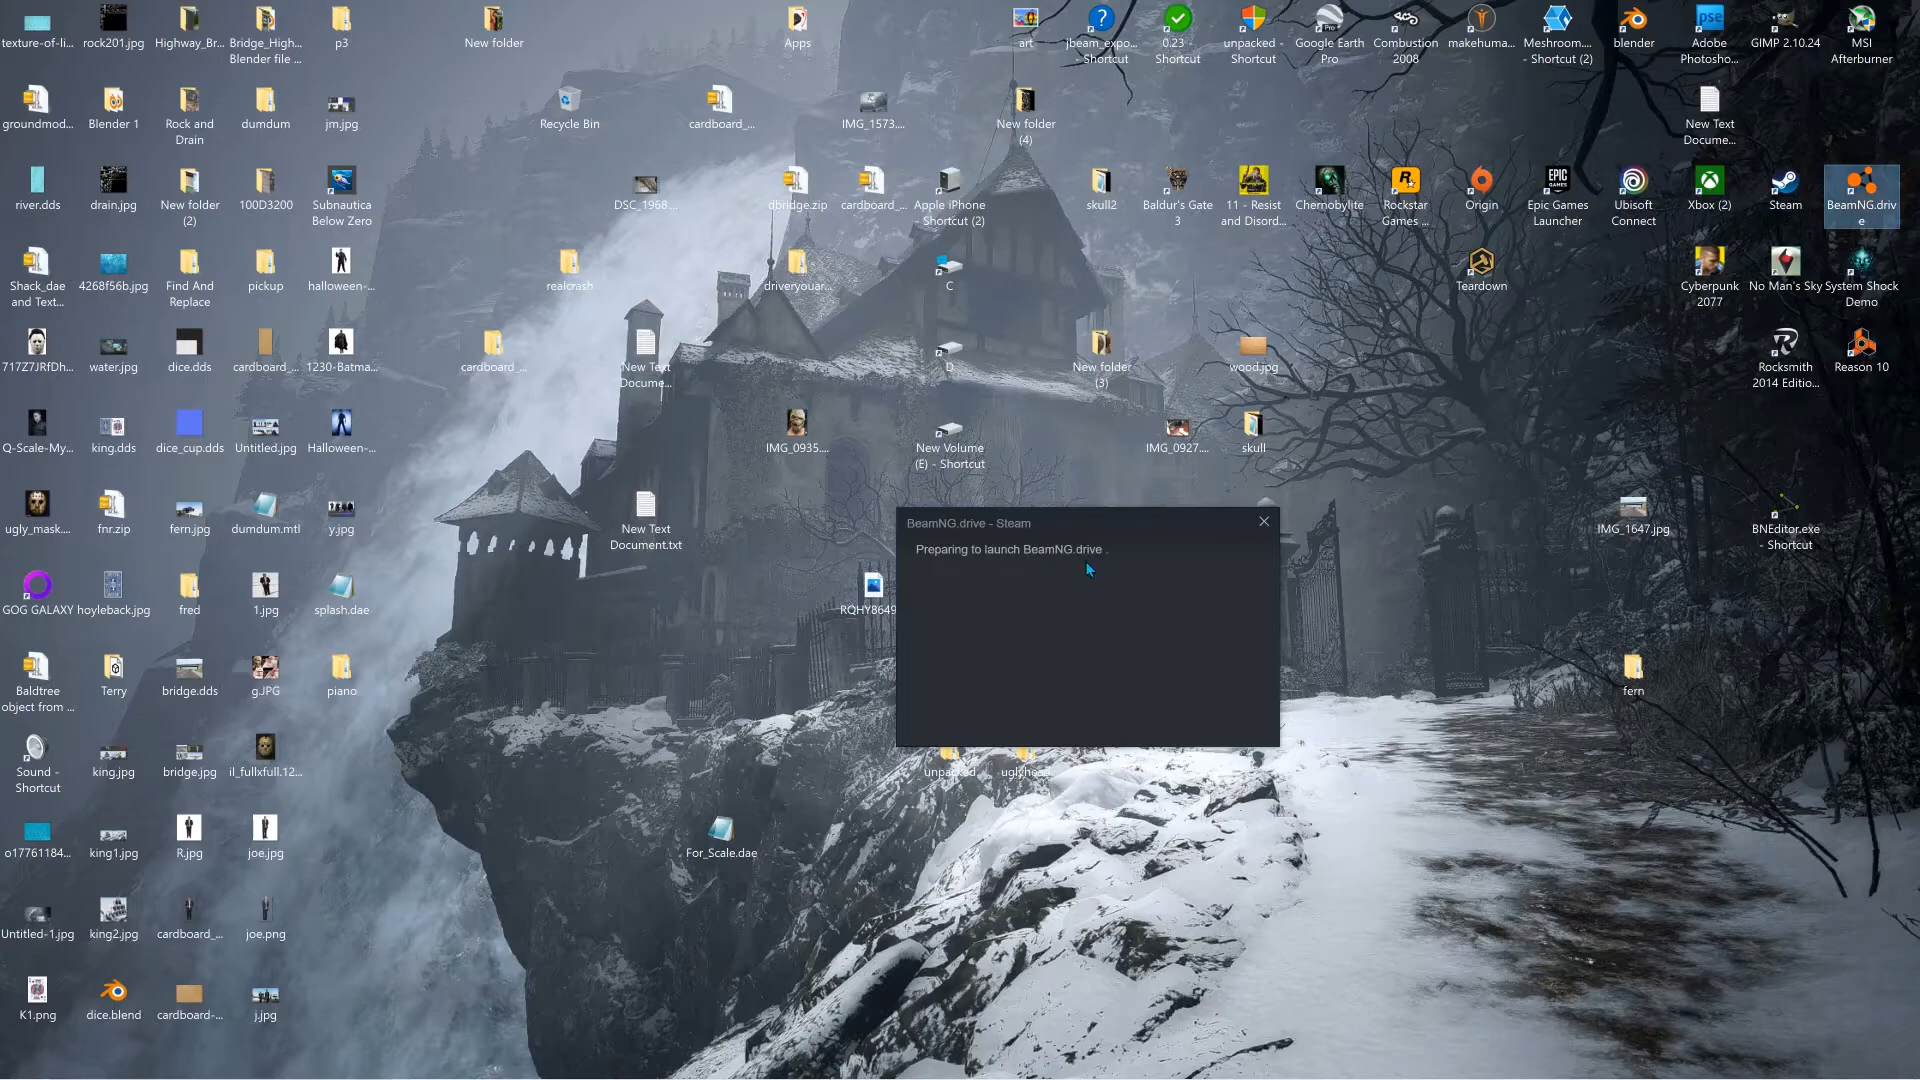 texture-of-li...
rock201.jpg
Highway_Br...
Bridge_High...
Blender file ...
p3
New folder
Apps
art
jbeam_expo...
- Shortcut
0.23 -
Shortcut
unpacked -
Shortcut
Google Earth
Pro
Combustion
2008
makehuma...
Meshroom....
- Shortcut (2)
blender
Adobe
Photosho...
GIMP 2.10.24
MSI
Afterburner
groundmod...
Blender 1
Rock and
Drain
dumdum
jm.jpg
Recycle Bin
cardboard_...
IMG_1573....
New folder
(4)
New Text
Docume...
river.dds
drain.jpg
New folder
(2)
100D3200
Subnautica
Below Zero
DSC_1968....
dbridge.zip
cardboard_...
Apple iPhone
- Shortcut (2)
skull2
Baldur's Gate
3
11 - Resist
and Disord...
Chernobylite
Rockstar
Games ...
Origin
Epic Games
Launcher
Ubisoft
Connect
Xbox (2)
Steam
BeamNG.driv
e
Shack_dae
and Text...
4268f56b.jpg
Find And
Replace
pickup
halloween-...
realcrash
driveyouar...
C
Teardown
Cyberpunk
2077
No Man's Sky
System Shock
Demo
717Z7JRfDh...
water.jpg
dice.dds
cardboard_...
1230-Batma...
cardboard_...
New Text
Docume...
D
New folder
(3)
wood.jpg
Rocksmith
2014 Editio...
Reason 10
Q-Scale-My...
king.dds
dice_cup.dds
Untitled.jpg
Halloween-...
IMG_0935....
New Volume
(E) - Shortcut
IMG_0927....
skull
ugly_mask....
fnr.zip
fern.jpg
dumdum.mtl
y.jpg
New Text
Document.txt
BeamNG.drive - Steam
Preparing to launch BeamNG.drive .
IMG_1647.jpg
BNEditor.exe
- Shortcut
GOG GALAXY
hoyleback.jpg
fred
1.jpg
splash.dae
RQHY8649
Baldtree
object from ...
Terry
bridge.dds
g.JPG
piano
fern
Sound -
Shortcut
king.jpg
bridge.jpg
il_fullxfull.12...
unpacked
uglyhead
o17761184...
king1.jpg
R.jpg
joe.jpg
For_Scale.dae
Untitled-1.jpg
king2.jpg
cardboard_...
joe.png
K1.png
dice.blend
cardboard-...
j.jpg